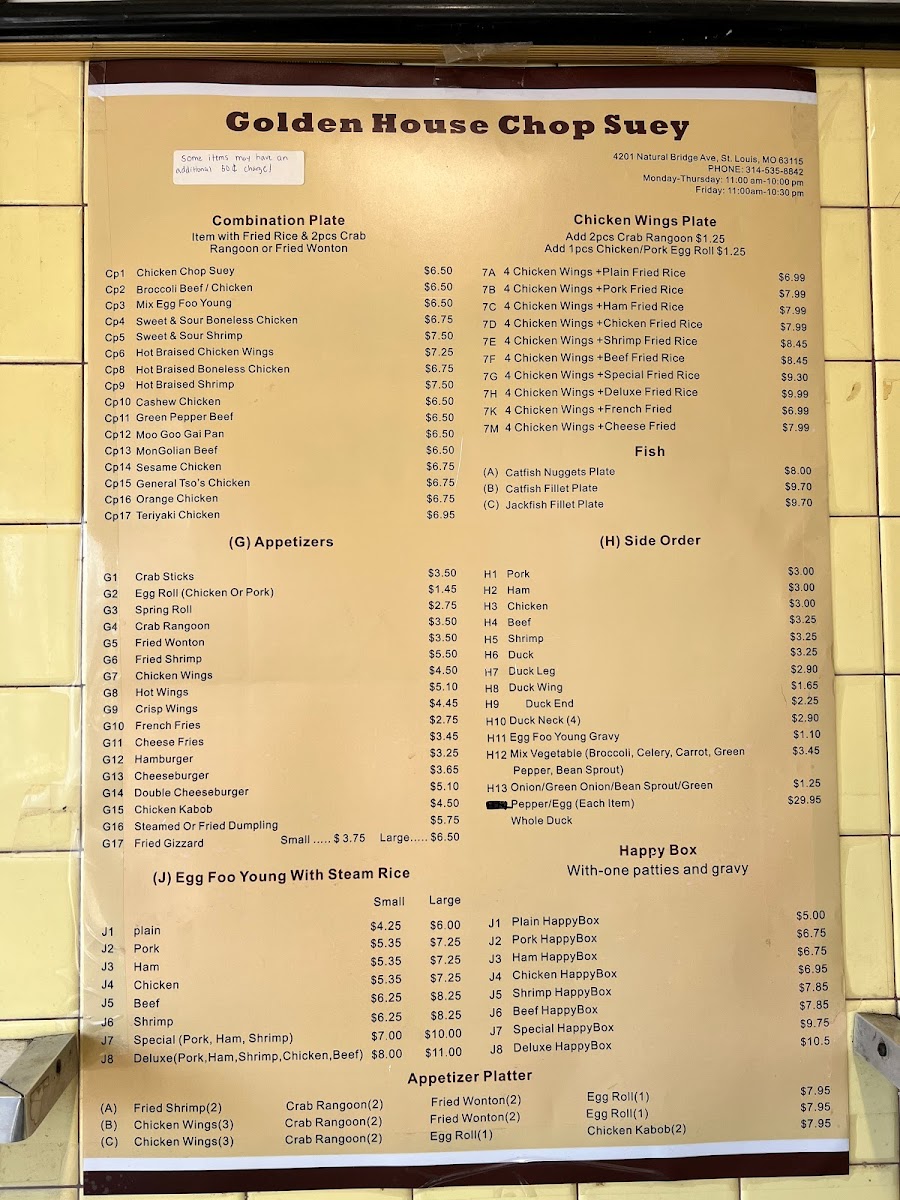 Golden House Chop Suey
Some items may have an
additional 50¢ charge!
4201 Natural Bridge Ave, St. Louis, MO 63115
PHONE: 314-535-8842
Monday-Thursday: 11:00 am-10:00 pm
Friday: 11:00am-10:30 pm
Combination Plate
Item with Fried Rice & 2pcs Crab
Rangoon or Fried Wonton
Cp1 Chicken Chop Suey $6.50
Cp2 Broccoli Beef / Chicken $6.50
Cp3 Mix Egg Foo Young $6.50
Cp4 Sweet & Sour Boneless Chicken $6.75
Cp5 Sweet & Sour Shrimp $7.50
Cp6 Hot Braised Chicken Wings $7.25
Cp8 Hot Braised Boneless Chicken $6.75
Cp9 Hot Braised Shrimp $7.50
Cp10 Cashew Chicken $6.50
Cp11 Green Pepper Beef $6.50
Cp12 Moo Goo Gai Pan $6.50
Cp13 MonGolian Beef $6.50
Cp14 Sesame Chicken $6.75
Cp15 General Tso's Chicken $6.75
Cp16 Orange Chicken $6.75
Cp17 Teriyaki Chicken $6.95
Chicken Wings Plate
Add 2pcs Crab Rangoon $1.25
Add 1pcs Chicken/Pork Egg Roll $1.25
7A 4 Chicken Wings +Plain Fried Rice $6.99
7B 4 Chicken Wings +Pork Fried Rice $7.99
7C 4 Chicken Wings +Ham Fried Rice $7.99
7D 4 Chicken Wings +Chicken Fried Rice $7.99
7E 4 Chicken Wings +Shrimp Fried Rice $8.45
7F 4 Chicken Wings +Beef Fried Rice $8.45
7G 4 Chicken Wings +Special Fried Rice $9.30
7H 4 Chicken Wings +Deluxe Fried Rice $9.99
7K 4 Chicken Wings +French Fried $6.99
7M 4 Chicken Wings +Cheese Fried $7.99
Fish
(A) Catfish Nuggets Plate $8.00
(B) Catfish Fillet Plate $9.70
(C) Jackfish Fillet Plate $9.70
(G) Appetizers
G1 Crab Sticks $3.50
G2 Egg Roll (Chicken Or Pork) $1.45
G3 Spring Roll $2.75
G4 Crab Rangoon $3.50
G5 Fried Wonton $3.50
G6 Fried Shrimp $5.50
G7 Chicken Wings $4.50
G8 Hot Wings $5.10
G9 Crisp Wings $4.45
G10 French Fries $2.75
G11 Cheese Fries $3.45
G12 Hamburger $3.25
G13 Cheeseburger $3.65
G14 Double Cheeseburger $5.10
G15 Chicken Kabob $4.50
G16 Steamed Or Fried Dumpling $5.75
G17 Fried Gizzard Small ..... $ 3.75 Large..... $6.50
(H) Side Order
H1 Pork $3.00
H2 Ham $3.00
H3 Chicken $3.00
H4 Beef $3.25
H5 Shrimp $3.25
H6 Duck $3.25
H7 Duck Leg $2.90
H8 Duck Wing $1.65
H9 Duck End $2.25
H10 Duck Neck (4) $2.90
H11 Egg Foo Young Gravy $1.10
H12 Mix Vegetable (Broccoli, Celery, Carrot, Green $3.45
Pepper, Bean Sprout)
H13 Onion/Green Onion/Bean Sprout/Green $1.25
Pepper/Egg (Each Item) $29.95
Whole Duck
(J) Egg Foo Young With Steam Rice
Small Large
J1 plain $4.25 $6.00
J2 Pork $5.35 $7.25
J3 Ham $5.35 $7.25
J4 Chicken $5.35 $7.25
J5 Beef $6.25 $8.25
J6 Shrimp $6.25 $8.25
J7 Special (Pork, Ham, Shrimp) $7.00 $10.00
J8 Deluxe(Pork,Ham,Shrimp,Chicken,Beef) $8.00 $11.00
Happy Box
With-one patties and gravy
J1 Plain HappyBox $5.00
J2 Pork HappyBox $6.75
J3 Ham HappyBox $6.75
J4 Chicken HappyBox $6.95
J5 Shrimp HappyBox $7.85
J6 Beef HappyBox $7.85
J7 Special HappyBox $9.75
J8 Deluxe HappyBox $10.5
Appetizer Platter
(A) Fried Shrimp(2) Crab Rangoon(2) Fried Wonton(2) Egg Roll(1) $7.95
(B) Chicken Wings(3) Crab Rangoon(2) Fried Wonton(2) Egg Roll(1) $7.95
(C) Chicken Wings(3) Crab Rangoon(2) Egg Roll(1) Chicken Kabob(2) $7.95